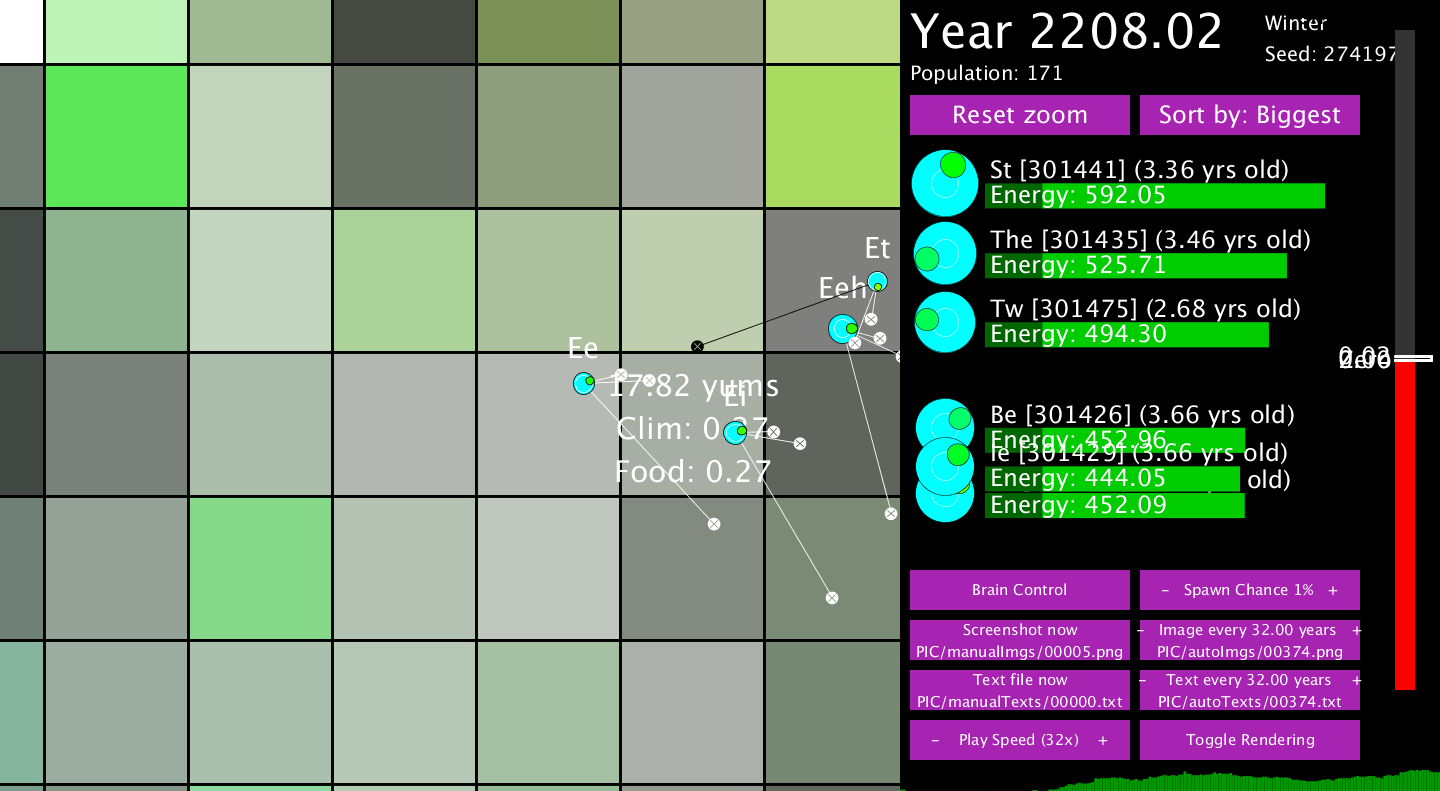 Et
Eeh
Ee
17.82 yums
Ei
Clim: 0.27
Food: 0.27
Year 2208.02
Winter
Seed: 274197
Population: 171
Reset zoom
Sort by: Biggest
St [301441] (3.36 yrs old)
Energy: 592.05
The [301435] (3.46 yrs old)
Energy: 525.71
Tw [301475] (2.68 yrs old)
Energy: 494.30
Zero
Be [301426] (3.66 yrs old)
Energy: 452.96
Ie [301429] (3.66 yrs old)
Energy: 444.05
old)
Energy: 452.09
Brain Control
- Spawn Chance 1% +
Screenshot now
PIC/manualImgs/00005.png
- Image every 32.00 years +
PIC/autoImgs/00374.png
Text file now
PIC/manualTexts/00000.txt
- Text every 32.00 years +
PIC/autoTexts/00374.txt
- Play Speed (32x) +
Toggle Rendering